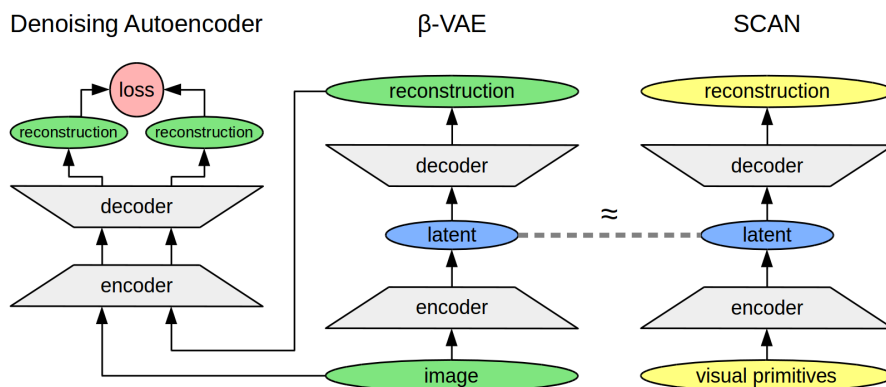 Denoising Autoencoder
loss
reconstruction
reconstruction
decoder
encoder
β-VAE
reconstruction
decoder
latent
encoder
image
≈
SCAN
reconstruction
decoder
latent
encoder
visual primitives